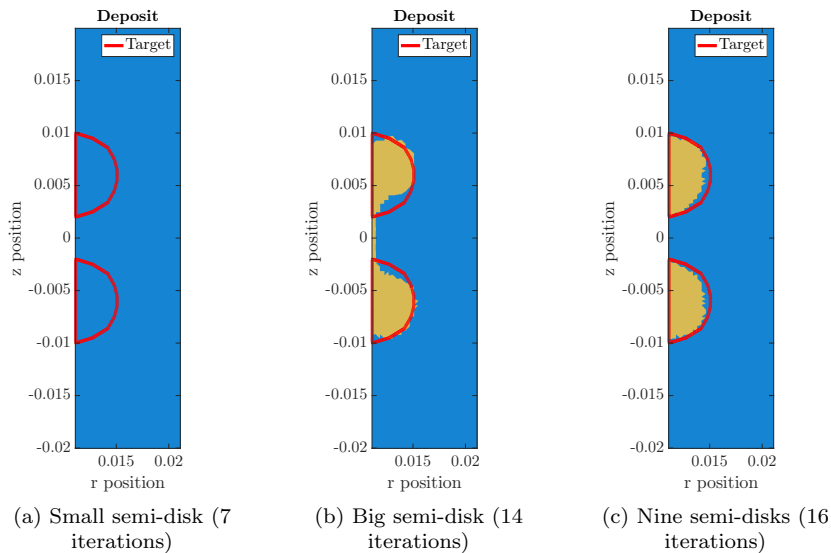 Deposit
Target
0.015
0.01
0.005
0
-0.005
-0.01
-0.015
-0.02
z position
0.015
0.02
r position
(a) Small semi-disk (7
iterations)
Deposit
Target
0.015
0.01
0.005
0
-0.005
-0.01
-0.015
-0.02
z position
0.015
0.02
r position
(b) Big semi-disk (14
iterations)
Deposit
Target
0.015
0.01
0.005
0
-0.005
-0.01
-0.015
-0.02
z position
0.015
0.02
r position
(c) Nine semi-disks (16
iterations)